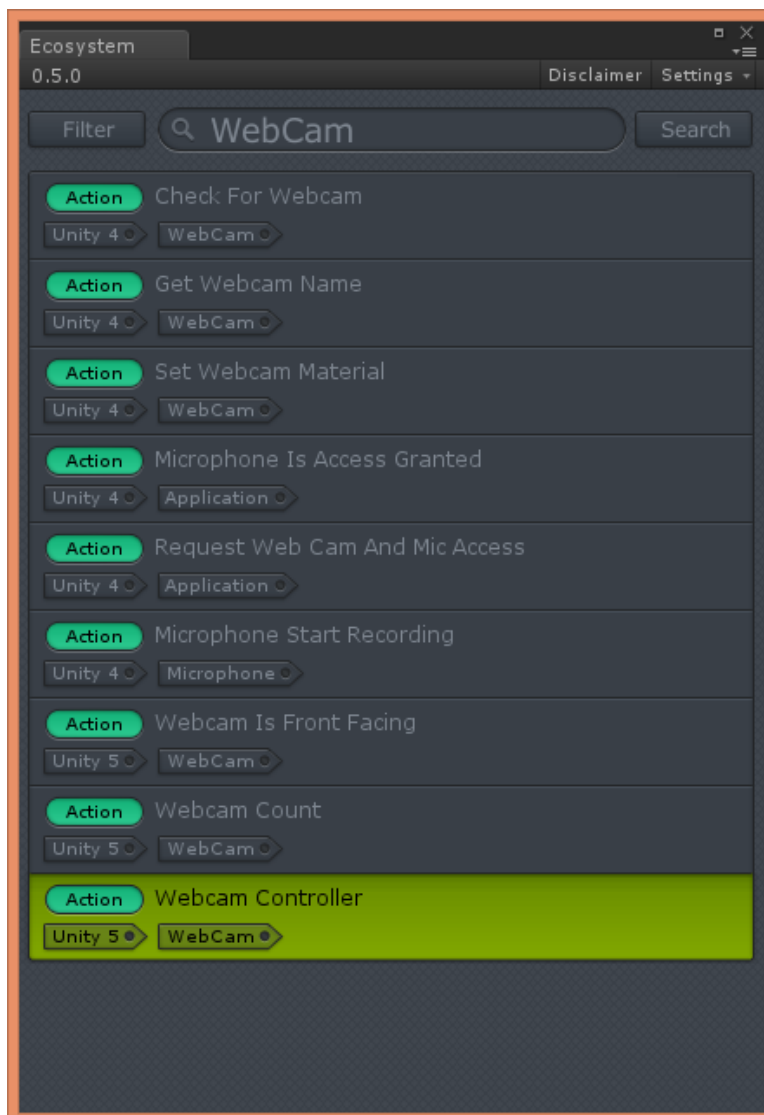 Ecosystem
0.5.0 Disclaimer Settings
Filter WebCam Search
Action Check For Webcam
Unity 4 WebCam
Action Get Webcam Name
Unity 4 WebCam
Action Set Webcam Material
Unity 4 WebCam
Action Microphone Is Access Granted
Unity 4 Application
Action Request Web Cam And Mic Access
Unity 4 Application
Action Microphone Start Recording
Unity 4 Microphone
Action Webcam Is Front Facing
Unity 5 WebCam
Action Webcam Count
Unity 5 WebCam
Action Webcam Controller
Unity 5 WebCam